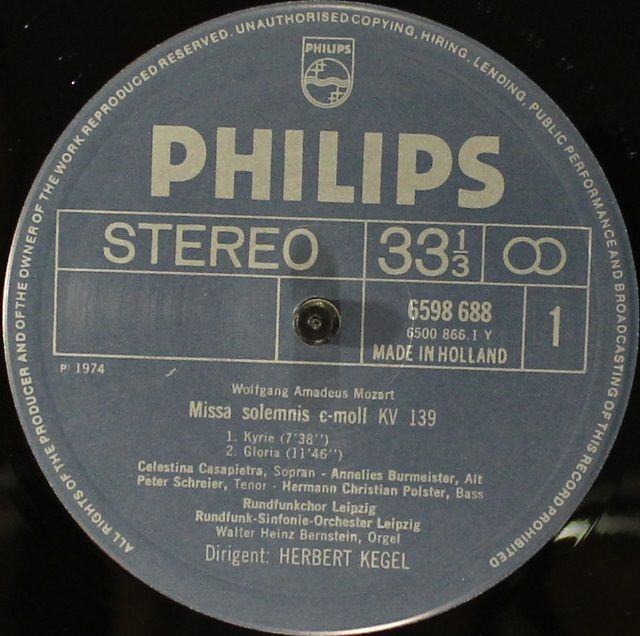 ALL RIGHTS OF THE PRODUCER AND OF THE OWNER OF THE WORK REPRODUCED RESERVED. UNAUTHORISED COPYING, HIRING, LENDING, PUBLIC PERFORMANCE AND BROADCASTING OF THIS RECORD PROHIBITED
PHILIPS
PHILIPS
STEREO 33 1/3
6598 688
6500 866.1 Y
MADE IN HOLLAND
1
P 1974
Wolfgang Amadeus Mozart
Missa solemnis c-moll KV 139
1. Kyrie (7'38")
2. Gloria (11'46")
Celestina Casapietra, Sopran - Annelies Burmeister, Alt
Peter Schreier, Tenor - Hermann Christian Polster, Bass
Rundfunkchor Leipzig
Rundfunk-Sinfonie-Orchester Leipzig
Walter Heinz Bernstein, Orgel
Dirigent: HERBERT KEGEL